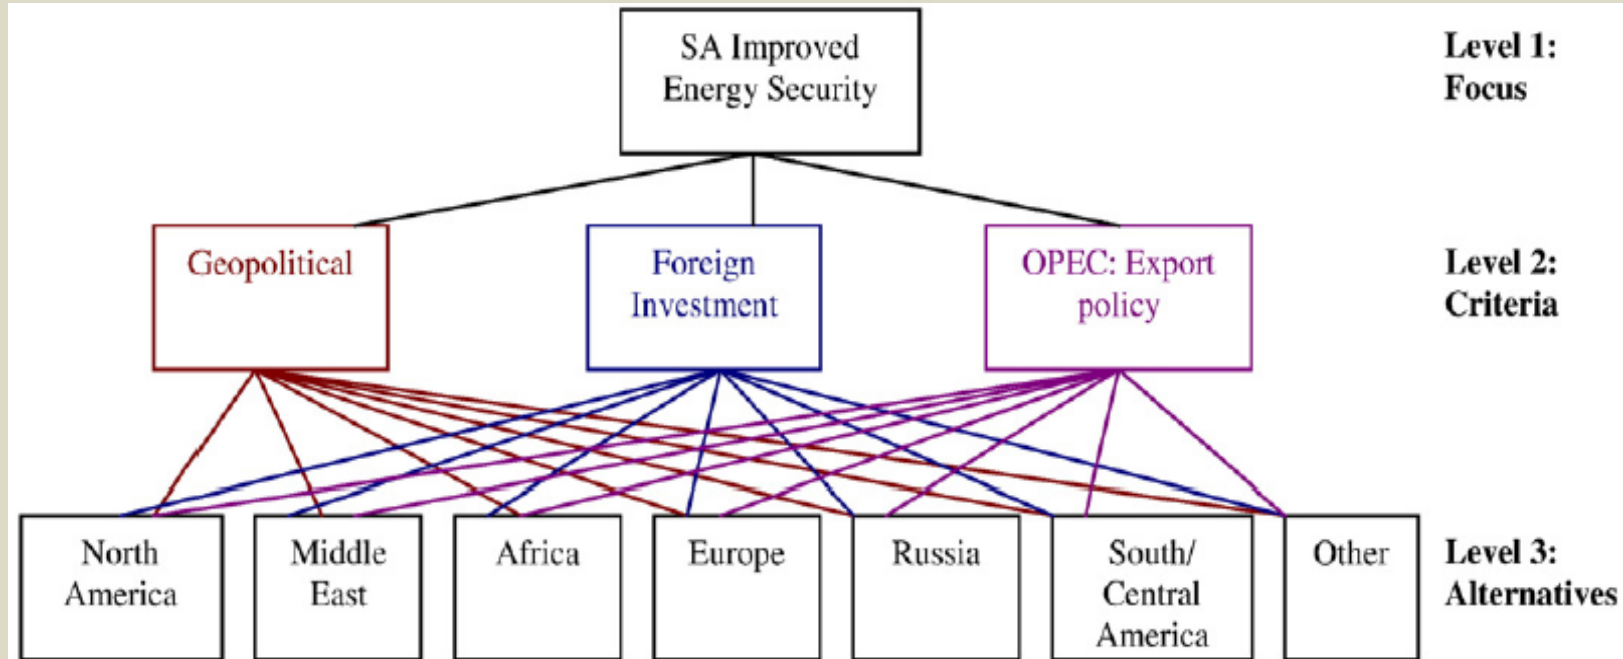 SA Improved
Energy Security
Level 1:
Focus
Geopolitical
Foreign
Investment
OPEC: Export
policy
Level 2:
Criteria
North
America
Middle
East
Africa
Europe
Russia
South/
Central
America
Other
Level 3:
Alternatives